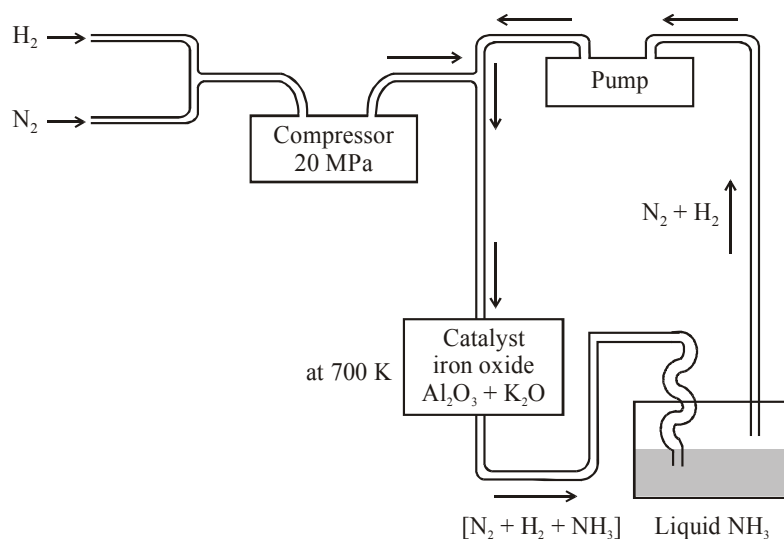 H₂
N₂
Compressor
20 MPa
Pump
N₂ + H₂
at 700 K
Catalyst
iron oxide
Al₂O₃ + K₂O
[N₂ + H₂ + NH₃]
Liquid NH₃